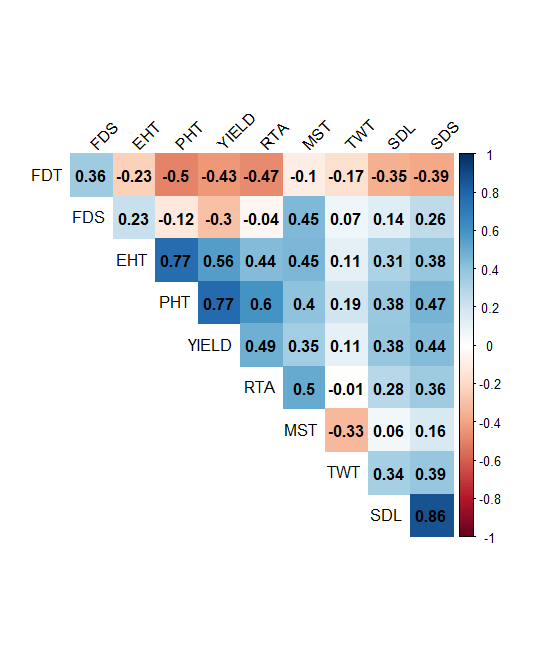 FDS EHT PHT YIELD RTA MST TWT SDL SDS
FDT 0.36 -0.23 -0.5 -0.43 -0.47 -0.1 -0.17 -0.35 -0.39
FDS 0.23 -0.12 -0.3 -0.04 0.45 0.07 0.14 0.26
EHT 0.77 0.56 0.44 0.45 0.11 0.31 0.38
PHT 0.77 0.6 0.4 0.19 0.38 0.47
YIELD 0.49 0.35 0.11 0.38 0.44
RTA 0.5 -0.01 0.28 0.36
MST -0.33 0.06 0.16
TWT 0.34 0.39
SDL 0.86
1
0.8
0.6
0.4
0.2
0
-0.2
-0.4
-0.6
-0.8
-1